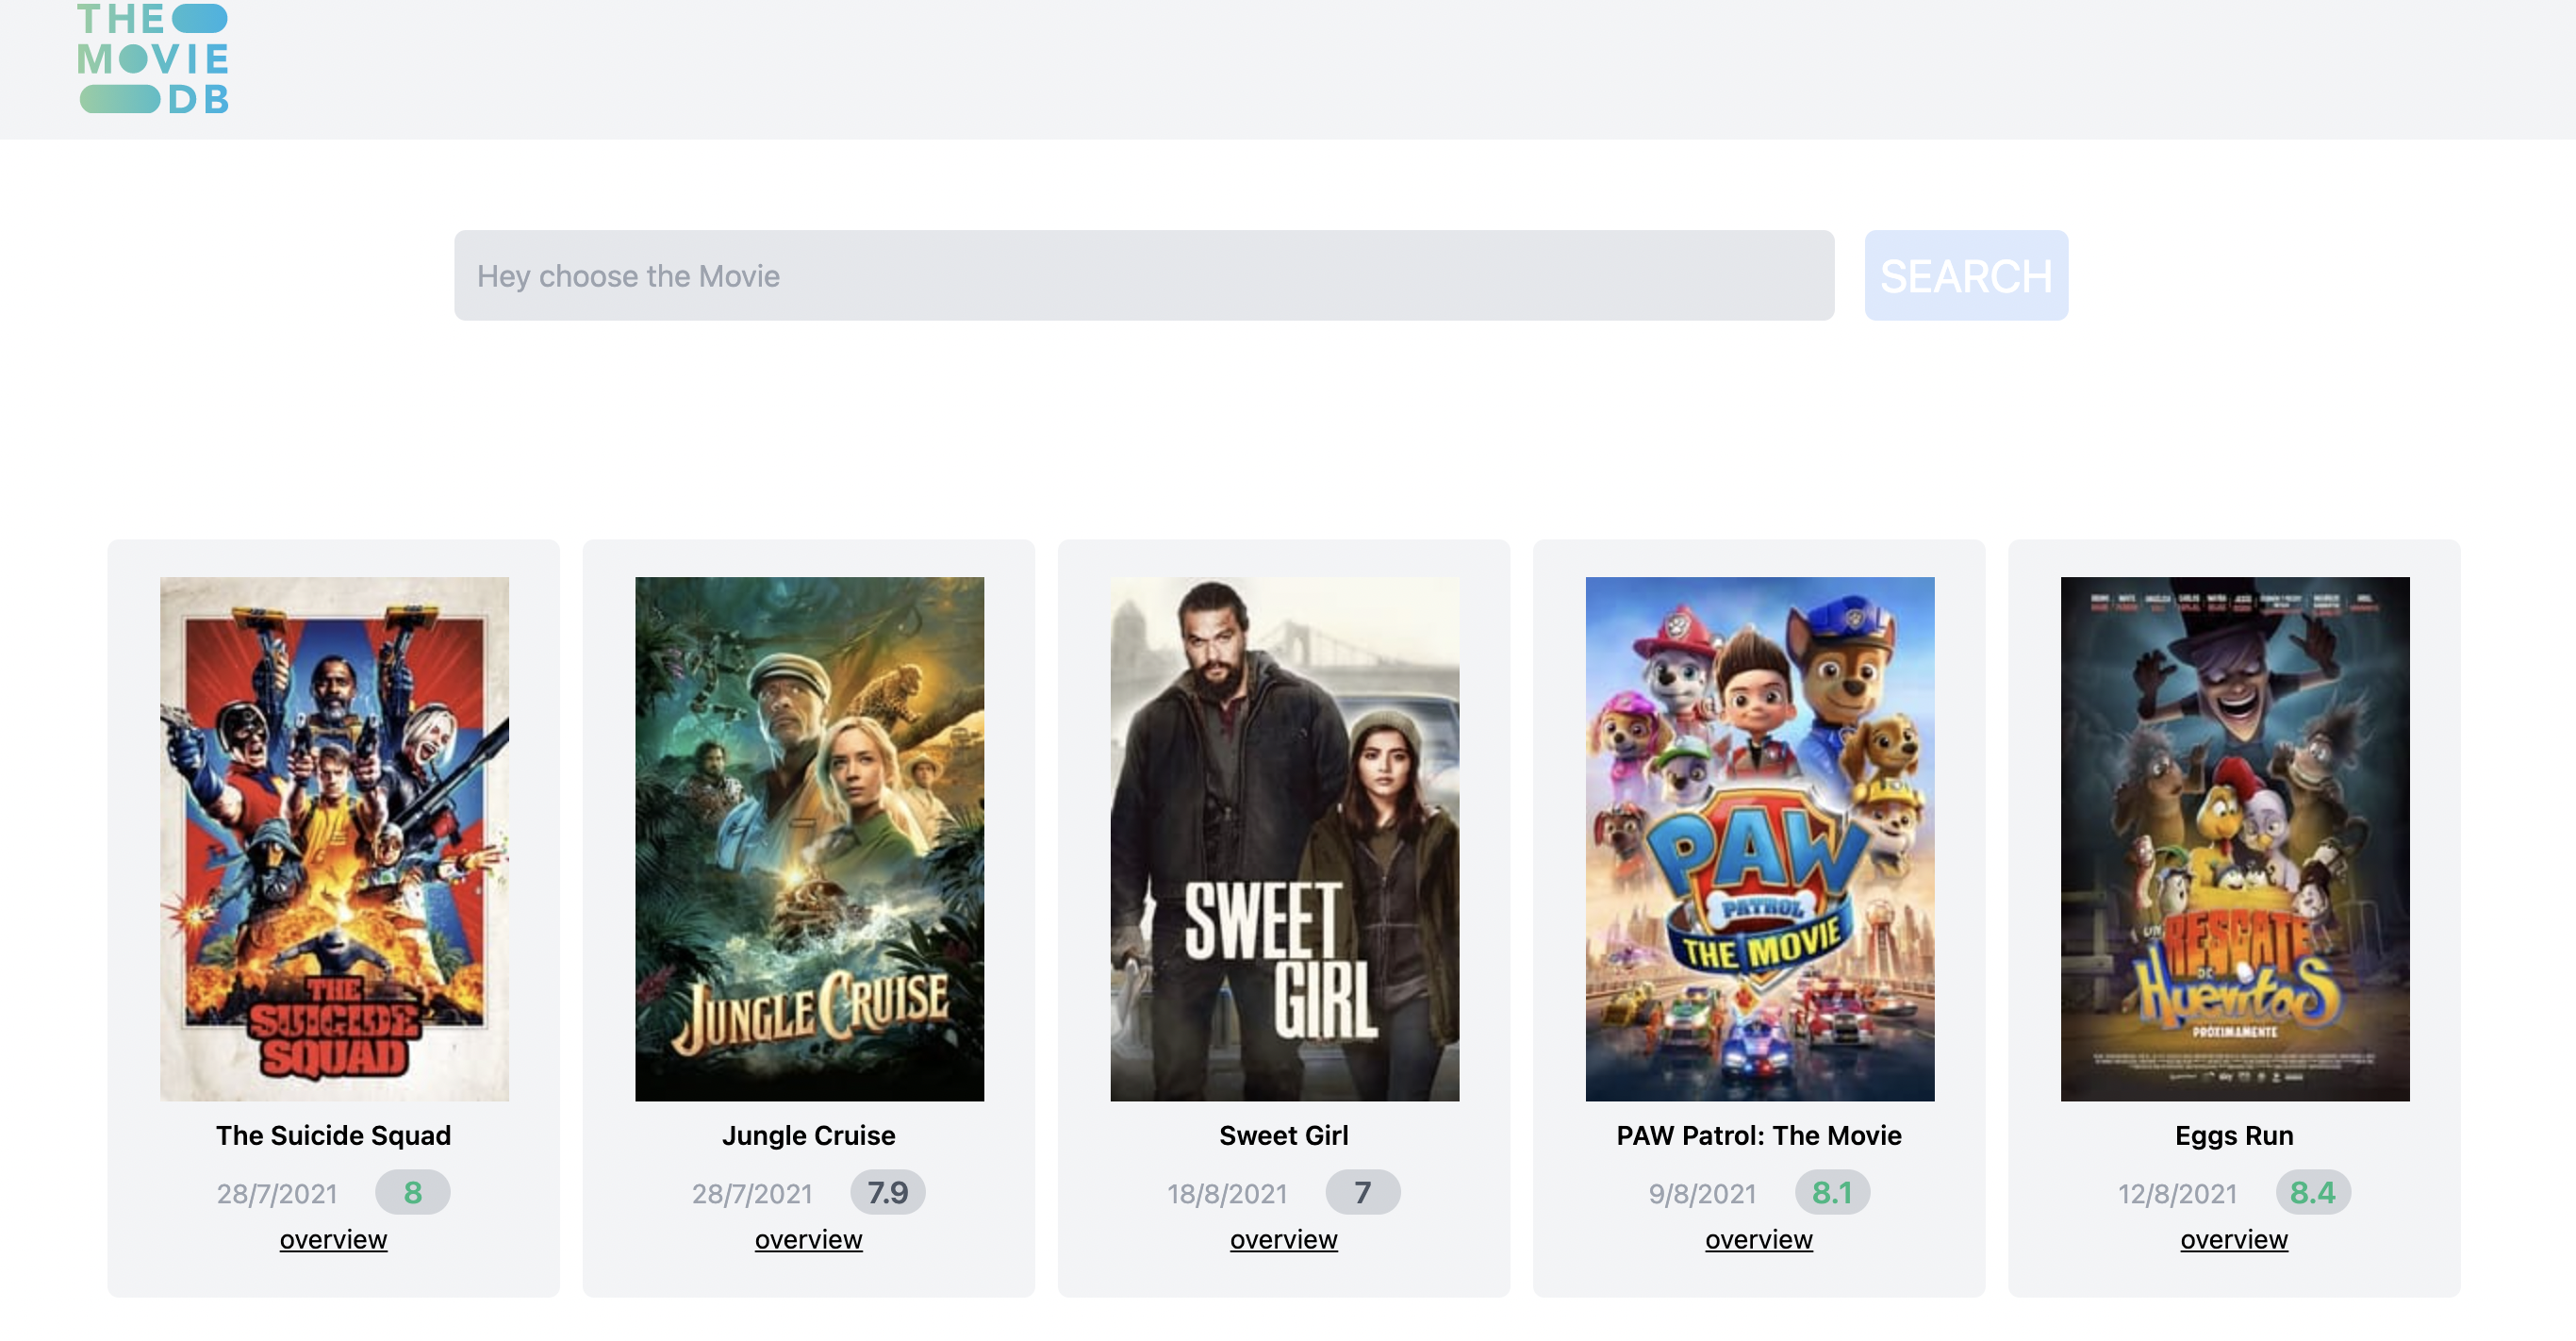 THE
MOVIE
DB
Hey choose the Movie
SEARCH
THE
SUICIDE
SQUAD
JUNGLE CRUISE
SWEET
GIRL
PAW
PATROL
THE MOVIE
UN RESCATE
DE
Huevitos
PRÓXIMAMENTE
The Suicide Squad
Jungle Cruise
Sweet Girl
PAW Patrol: The Movie
Eggs Run
28/7/2021 8
28/7/2021 7.9
18/8/2021 7
9/8/2021 8.1
12/8/2021 8.4
overview
overview
overview
overview
overview